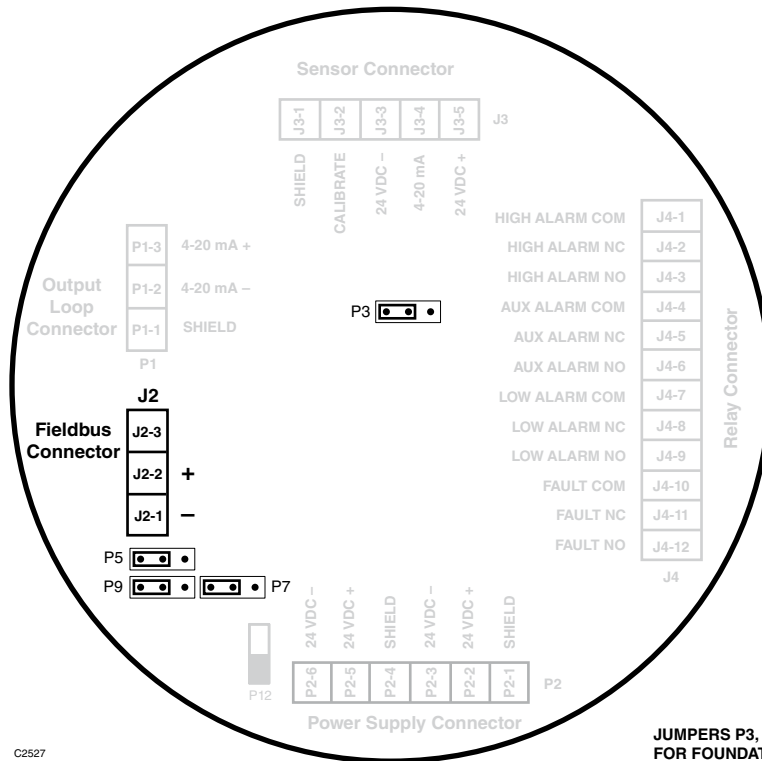 Sensor Connector
J3-1
J3-2
J3-3
J3-4
J3-5
J3
SHIELD
CALIBRATE
24 VDC –
4-20 mA
24 VDC +
P1-3 4-20 mA +
P1-2 4-20 mA –
P1-1 SHIELD
Output
Loop
Connector
P1
J2
Fieldbus
Connector
J2-3
J2-2 +
J2-1 –
P3
P5
P9
P7
HIGH ALARM COM J4-1
HIGH ALARM NC J4-2
HIGH ALARM NO J4-3
AUX ALARM COM J4-4
AUX ALARM NC J4-5
AUX ALARM NO J4-6
LOW ALARM COM J4-7
LOW ALARM NC J4-8
LOW ALARM NO J4-9
FAULT COM J4-10
FAULT NC J4-11
FAULT NO J4-12
J4
Relay Connector
24 VDC –
24 VDC +
SHIELD
24 VDC –
24 VDC +
SHIELD
P2-6
P2-5
P2-4
P2-3
P2-2
P2-1
P2
P12
Power Supply Connector
C2527
JUMPERS P3,
FOR FOUNDAT